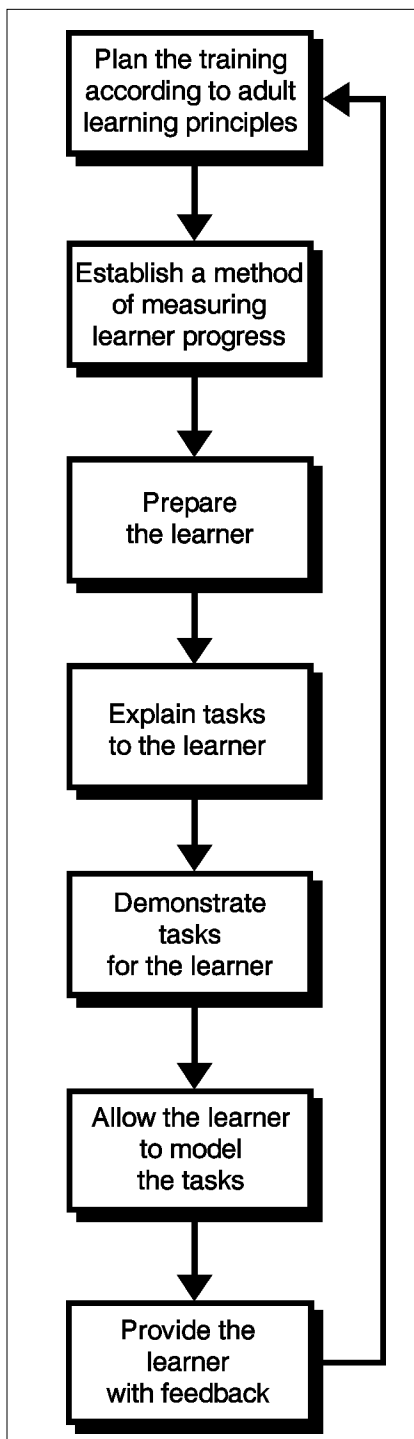 Plan the training
according to adult
learning principles
Establish a method
of measuring
learner progress
Prepare
the learner
Explain tasks
to the learner
Demonstrate
tasks
for the learner
Allow the learner
to model
the tasks
Provide the
learner
with feedback